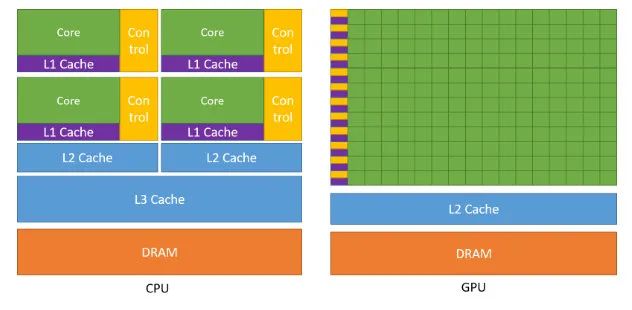 Core
Con
trol
L1 Cache
Core
Con
trol
L1 Cache
Core
Con
trol
L1 Cache
Core
Con
trol
L1 Cache
L2 Cache
L2 Cache
L3 Cache
DRAM
CPU
L2 Cache
DRAM
GPU